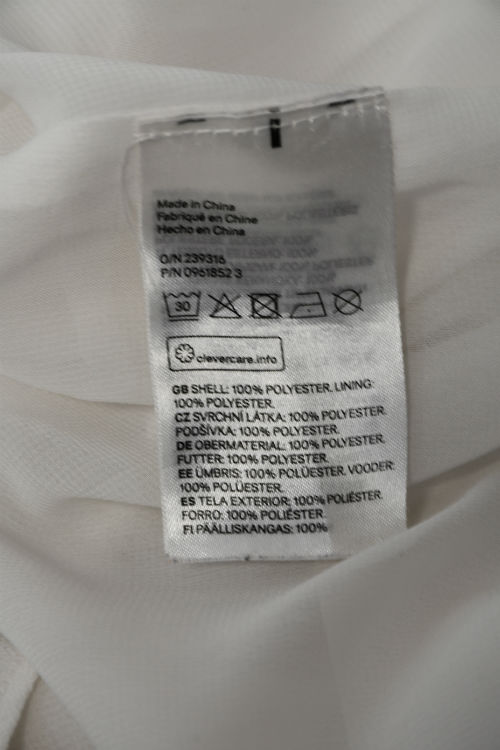 Made in China
Fabriqué en Chine
Hecho en China
O/N 239316
P/N 0961852 3
30
clevercare.info
GB SHELL: 100% POLYESTER. LINING:
100% POLYESTER.
CZ SVRCHNÍ LÁTKA: 100% POLYESTER.
PODŠÍVKA: 100% POLYESTER.
DE OBERMATERIAL: 100% POLYESTER.
FUTTER: 100% POLYESTER.
EE ÜMBRIS: 100% POLÜESTER. VOODER:
100% POLÜESTER.
ES TELA EXTERIOR: 100% POLIÉSTER.
FORRO: 100% POLIÉSTER.
FI PÄÄLLISKANGAS: 100%